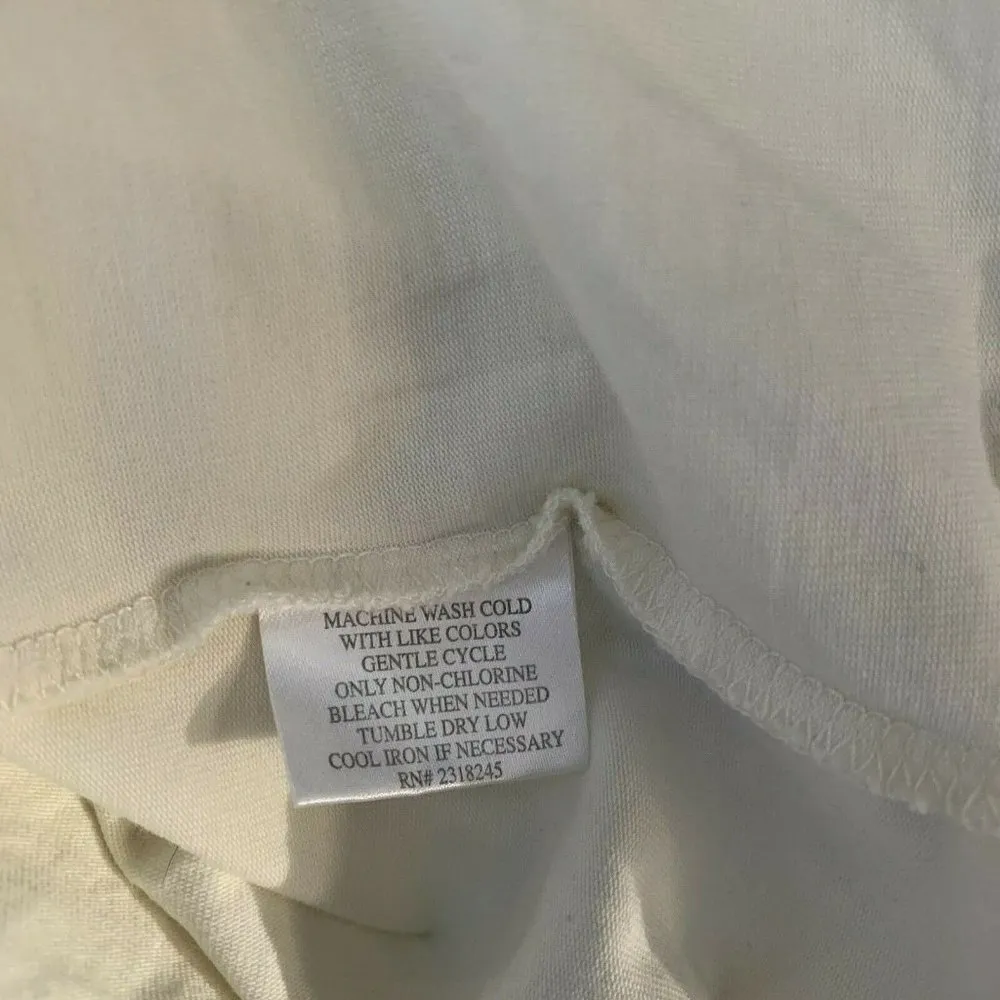 MACHINE WASH COLD
WITH LIKE COLORS
GENTLE CYCLE
ONLY NON-CHLORINE
BLEACH WHEN NEEDED
TUMBLE DRY LOW
COOL IRON IF NECESSARY
RN# 2318245